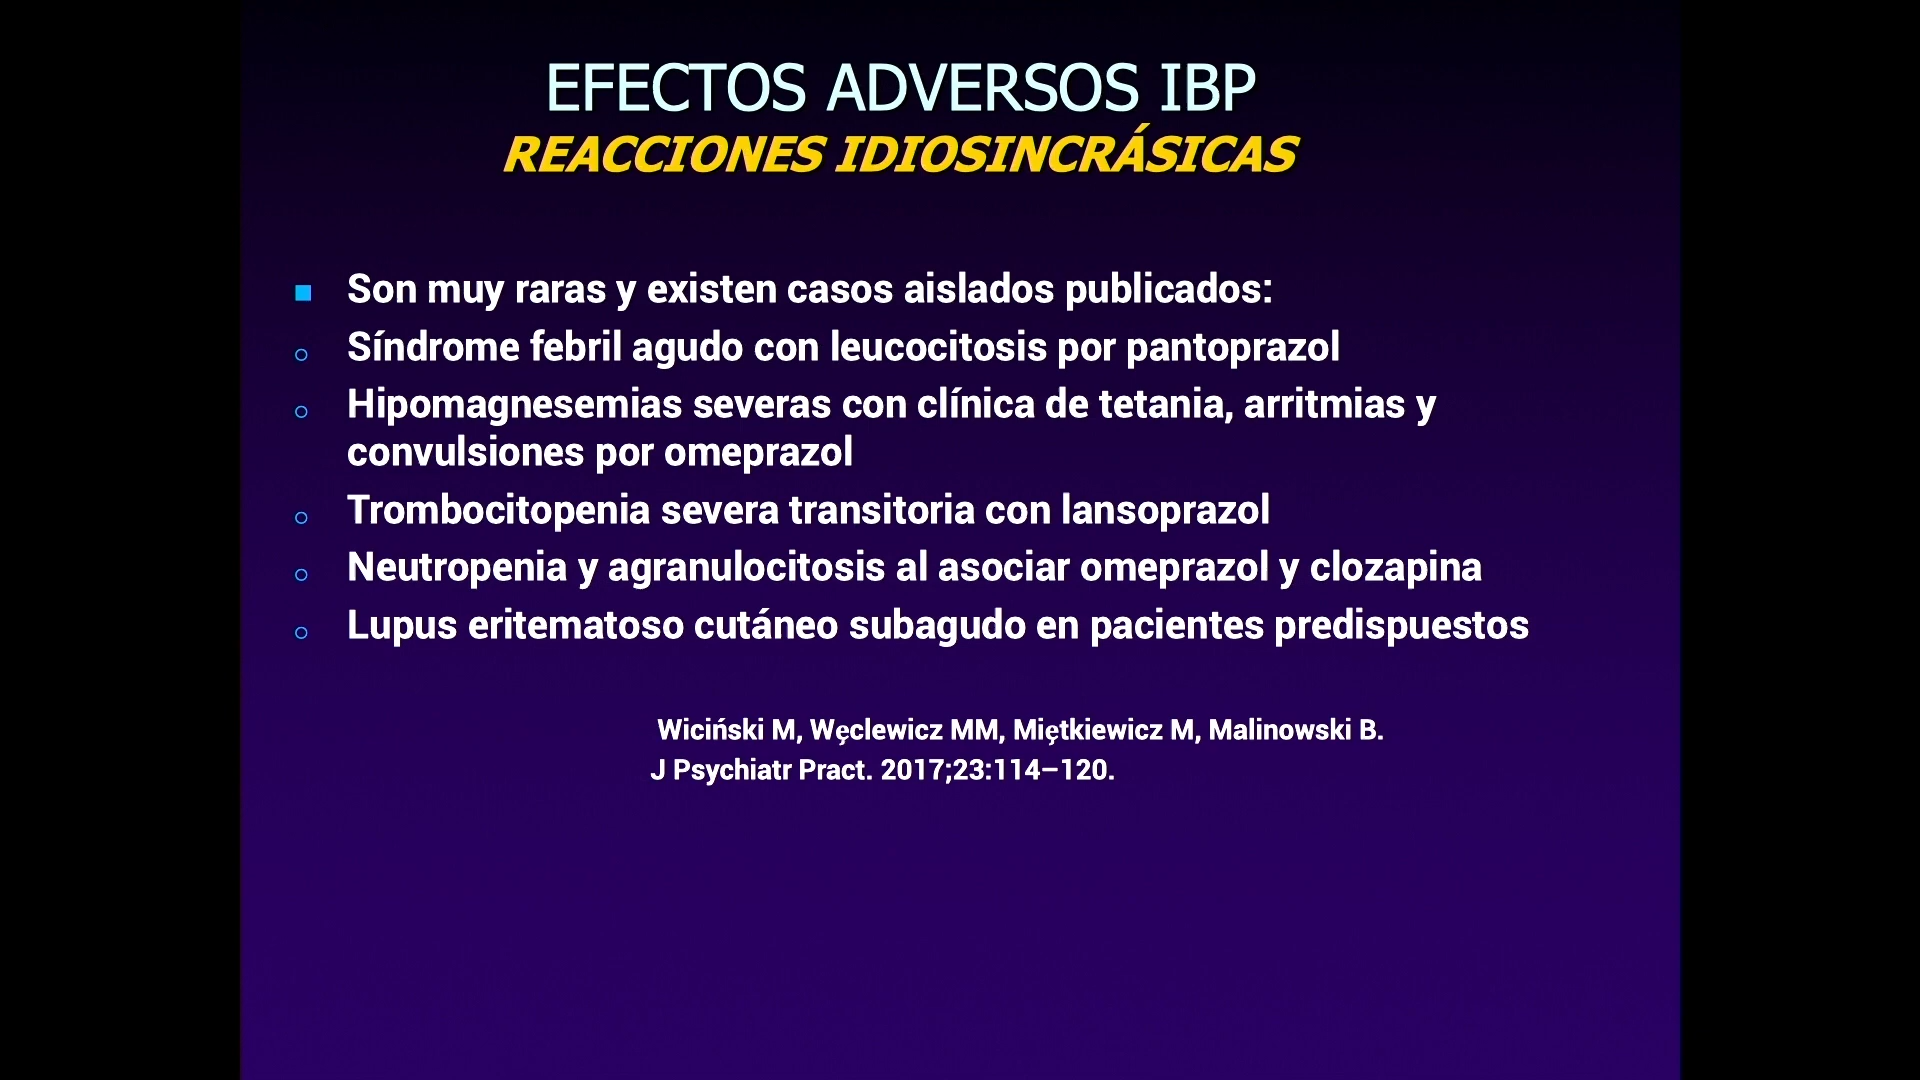 EFECTOS ADVERSOS IBP
REACCIONES IDIOSINCRÁSICAS
Son muy raras y existen casos aislados publicados:
Síndrome febril agudo con leucocitosis por pantoprazol
Hipomagnesemias severas con clínica de tetania, arritmias y
convulsiones por omeprazol
Trombocitopenia severa transitoria con lansoprazol
Neutropenia y agranulocitosis al asociar omeprazol y clozapina
Lupus eritematoso cutáneo subagudo en pacientes predispuestos
Wiciński M, Węclewicz MM, Miętkiewicz M, Malinowski B.
J Psychiatr Pract. 2017;23:114–120.